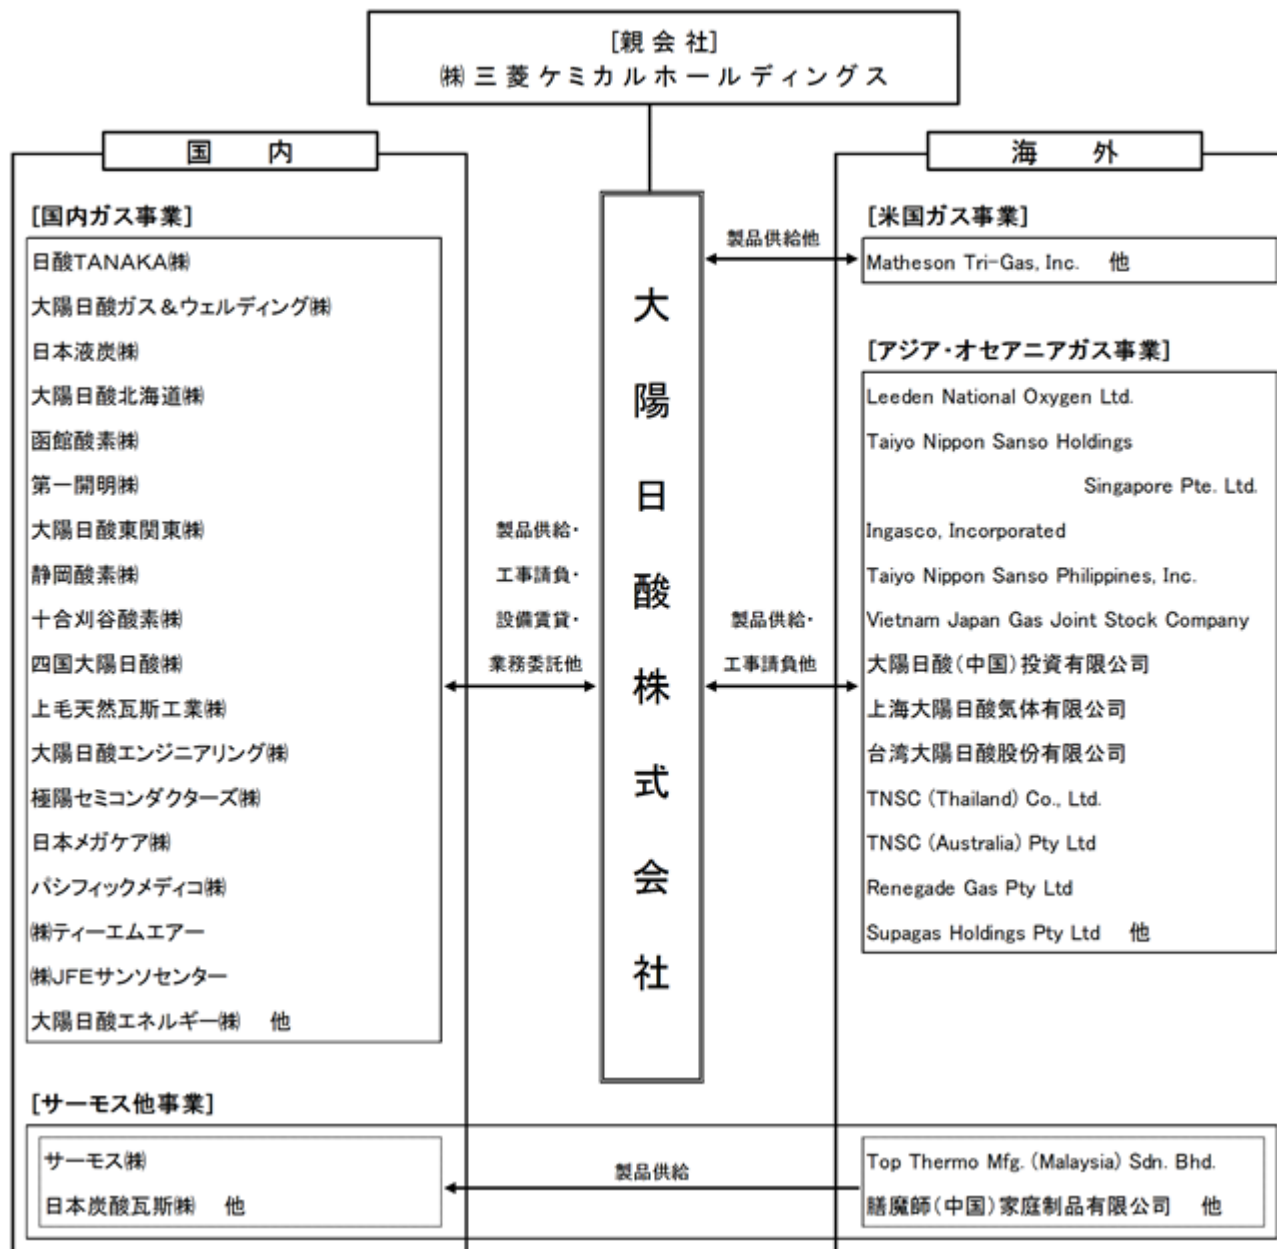 [親会社]
㈱三菱ケミカルホールディングス
国　内
[国内ガス事業]
日酸TANAKA㈱
大陽日酸ガス＆ウェルディング㈱
日本液炭㈱
大陽日酸北海道㈱
函館酸素㈱
第一開明㈱
大陽日酸東関東㈱
静岡酸素㈱
十合刈谷酸素㈱
四国大陽日酸㈱
上毛天然瓦斯工業㈱
大陽日酸エンジニアリング㈱
極陽セミコンダクターズ㈱
日本メガケア㈱
パシフィックメディコ㈱
㈱ティーエムエアー
㈱JFEサンソセンター
大陽日酸エネルギー㈱　他
製品供給・
工事請負・
設備賃貸・
業務委託他
大陽日酸株式会社
製品供給他
製品供給・
工事請負他
海　外
[米国ガス事業]
Matheson Tri-Gas, Inc.　他
[アジア・オセアニアガス事業]
Leeden National Oxygen Ltd.
Taiyo Nippon Sanso Holdings
Singapore Pte. Ltd.
Ingasco, Incorporated
Taiyo Nippon Sanso Philippines, Inc.
Vietnam Japan Gas Joint Stock Company
大陽日酸（中国）投資有限公司
上海大陽日酸気体有限公司
台湾大陽日酸股份有限公司
TNSC (Thailand) Co., Ltd.
TNSC (Australia) Pty Ltd
Renegade Gas Pty Ltd
Supagas Holdings Pty Ltd　他
[サーモス他事業]
サーモス㈱
日本炭酸瓦斯㈱　他
製品供給
Top Thermo Mfg. (Malaysia) Sdn. Bhd.
膳魔師（中国）家庭制品有限公司　他